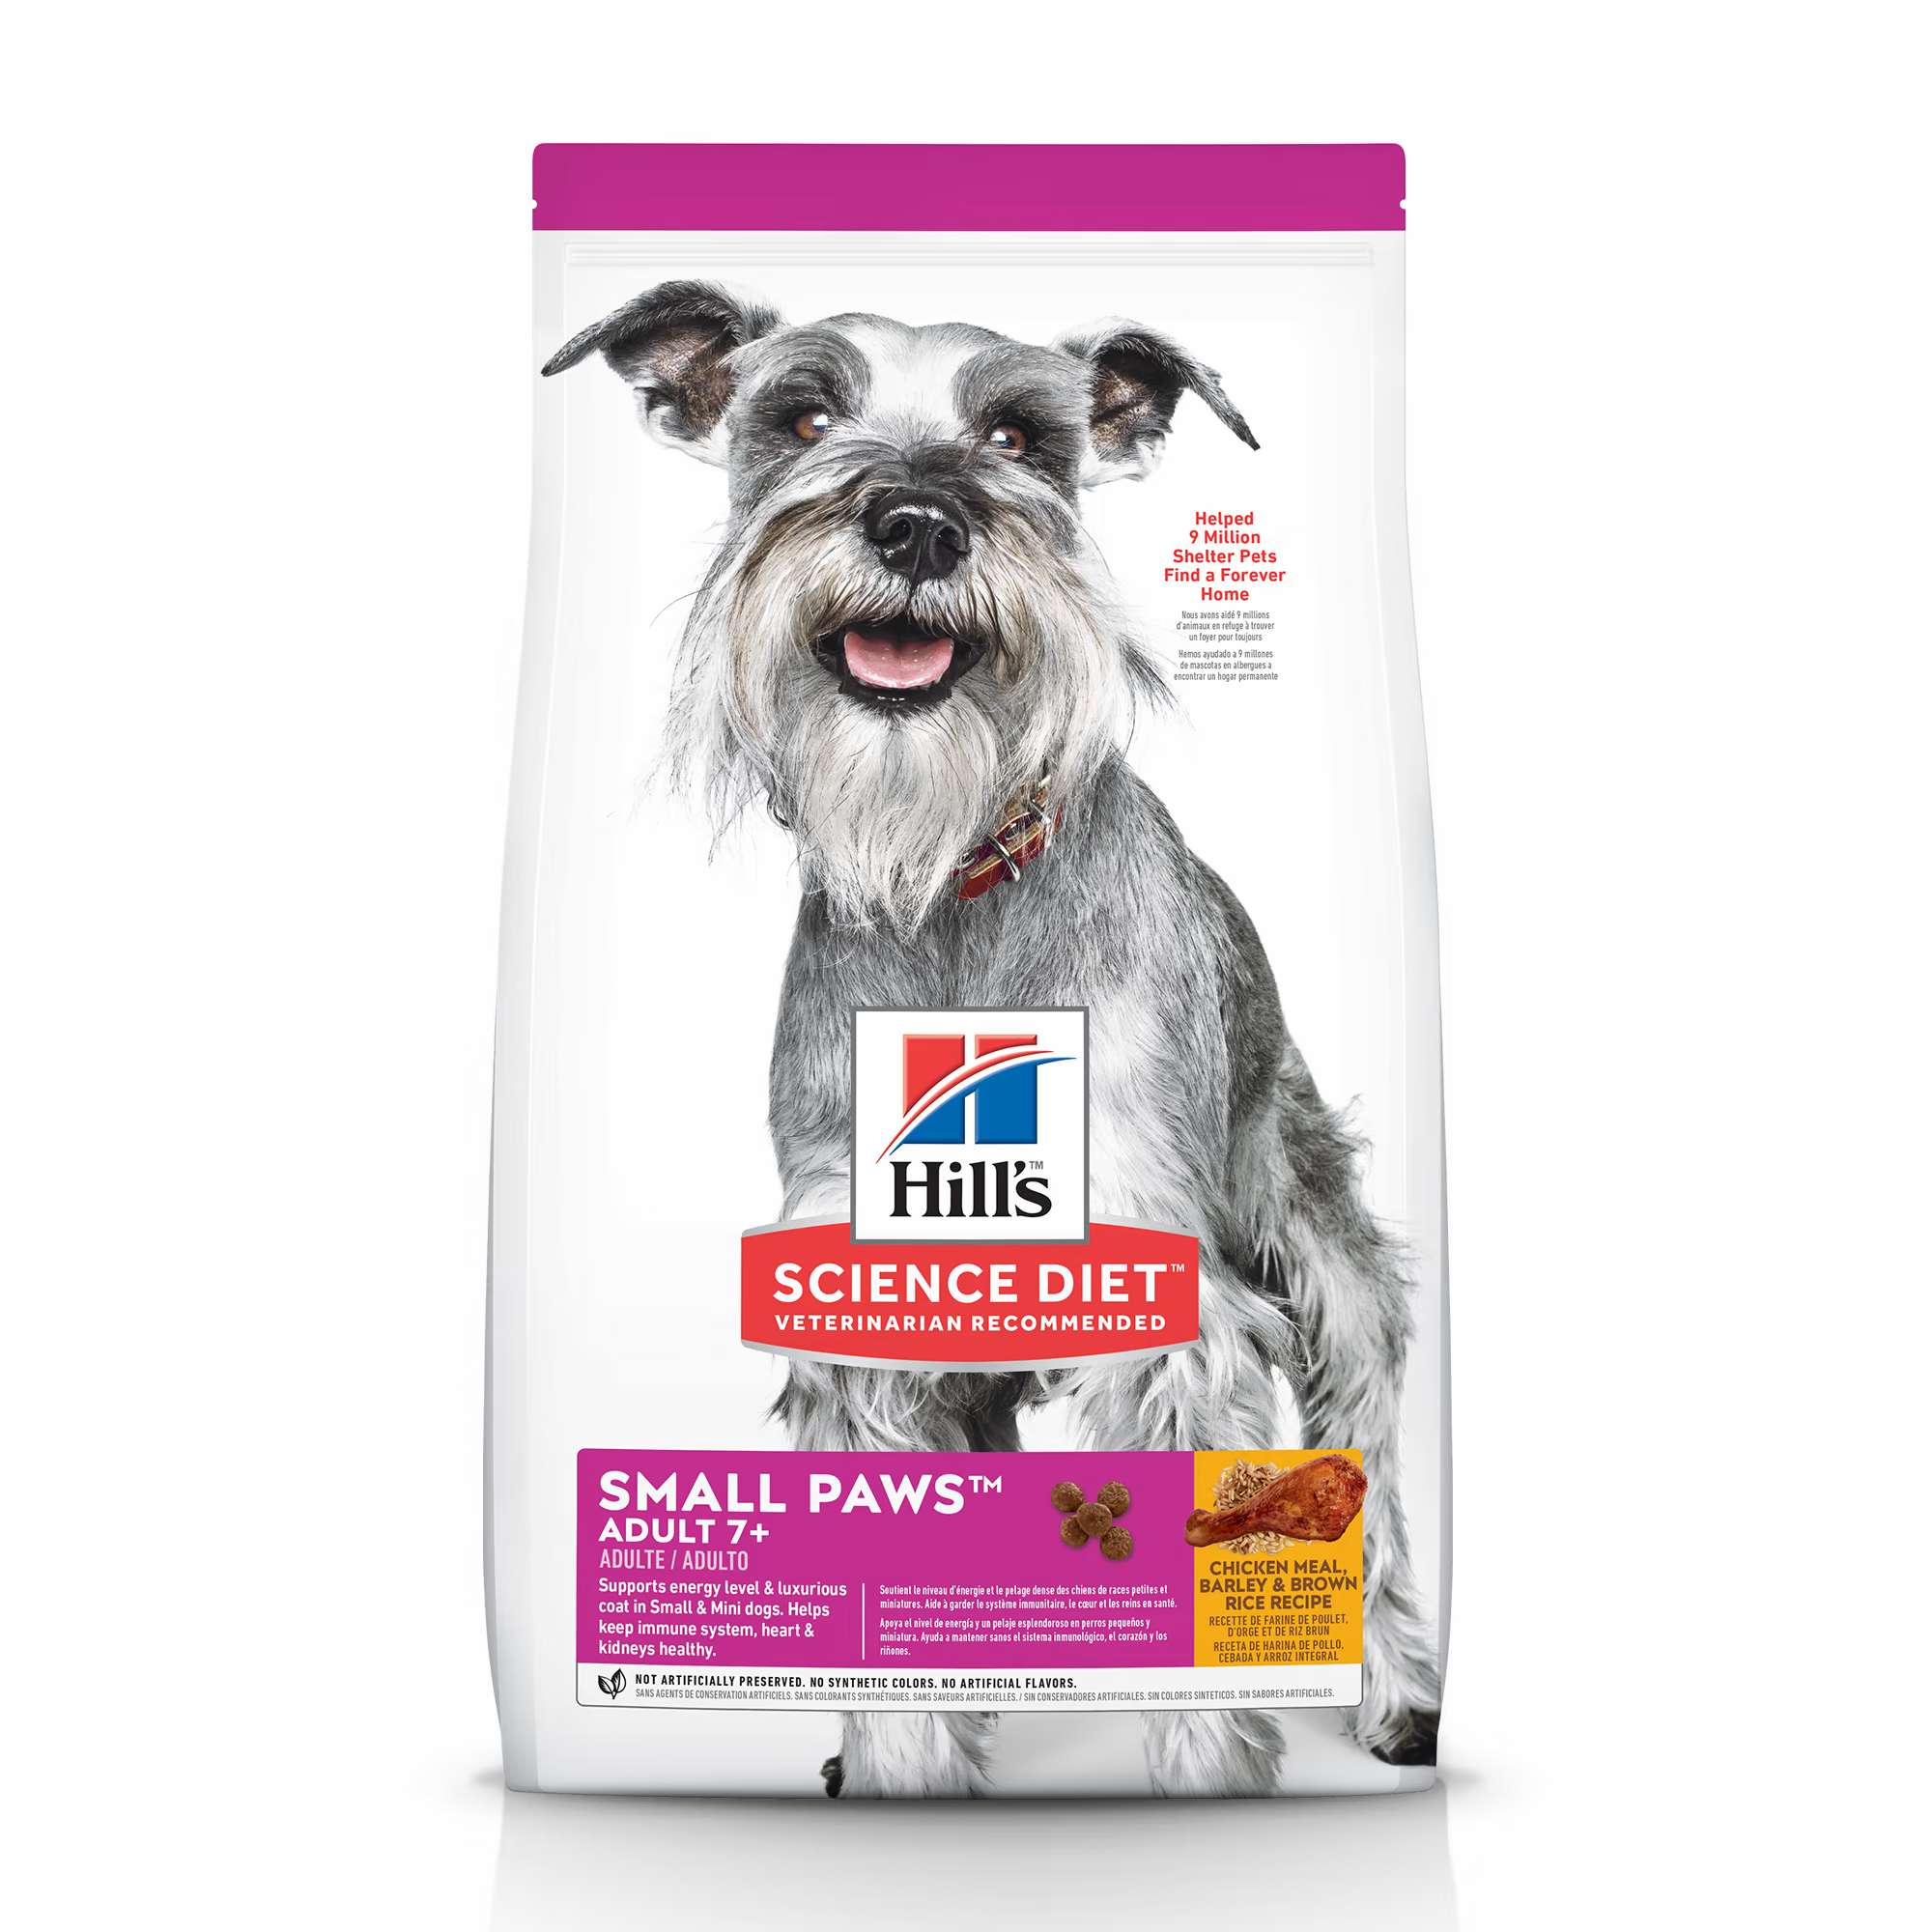 Helped
9 Million
Shelter Pets
Find a Forever
Home
Nous avons aidé 9 millions
d'animaux en refuge à trouver
un foyer pour toujours
Hemos ayudado a 9 millones
de mascotas en albergues a
encontrar un hogar permanente
Hill's™
SCIENCE DIET™
VETERINARIAN RECOMMENDED
SMALL PAWS™
ADULT 7+
ADULTE / ADULTO
Supports energy level & luxurious
coat in Small & Mini dogs. Helps
keep immune system, heart &
kidneys healthy.
Soutient le niveau d'énergie et le pelage dense des chiens de races petites et
miniatures. Aide à garder le système immunitaire, le cœur et les reins en santé.
Apoya el nivel de energía y un pelaje esplendoroso en perros pequeños y
miniatura. Ayuda a mantener sanos el sistema inmunológico, el corazón y los
riñones.
CHICKEN MEAL,
BARLEY & BROWN
RICE RECIPE
RECETTE DE FARINE DE POULET,
D'ORGE ET DE RIZ BRUN
RECETA DE HARINA DE POLLO,
CEBADA Y ARROZ INTEGRAL
NOT ARTIFICIALLY PRESERVED. NO SYNTHETIC COLORS. NO ARTIFICIAL FLAVORS.
SANS AGENTS DE CONSERVATION ARTIFICIELS. SANS COLORANTS SYNTHÉTIQUES. SANS SAVEURS ARTIFICIELLES. / SIN CONSERVADORES ARTIFICIALES. SIN COLORES SINTETICOS. SIN SABORES ARTIFICIALES.